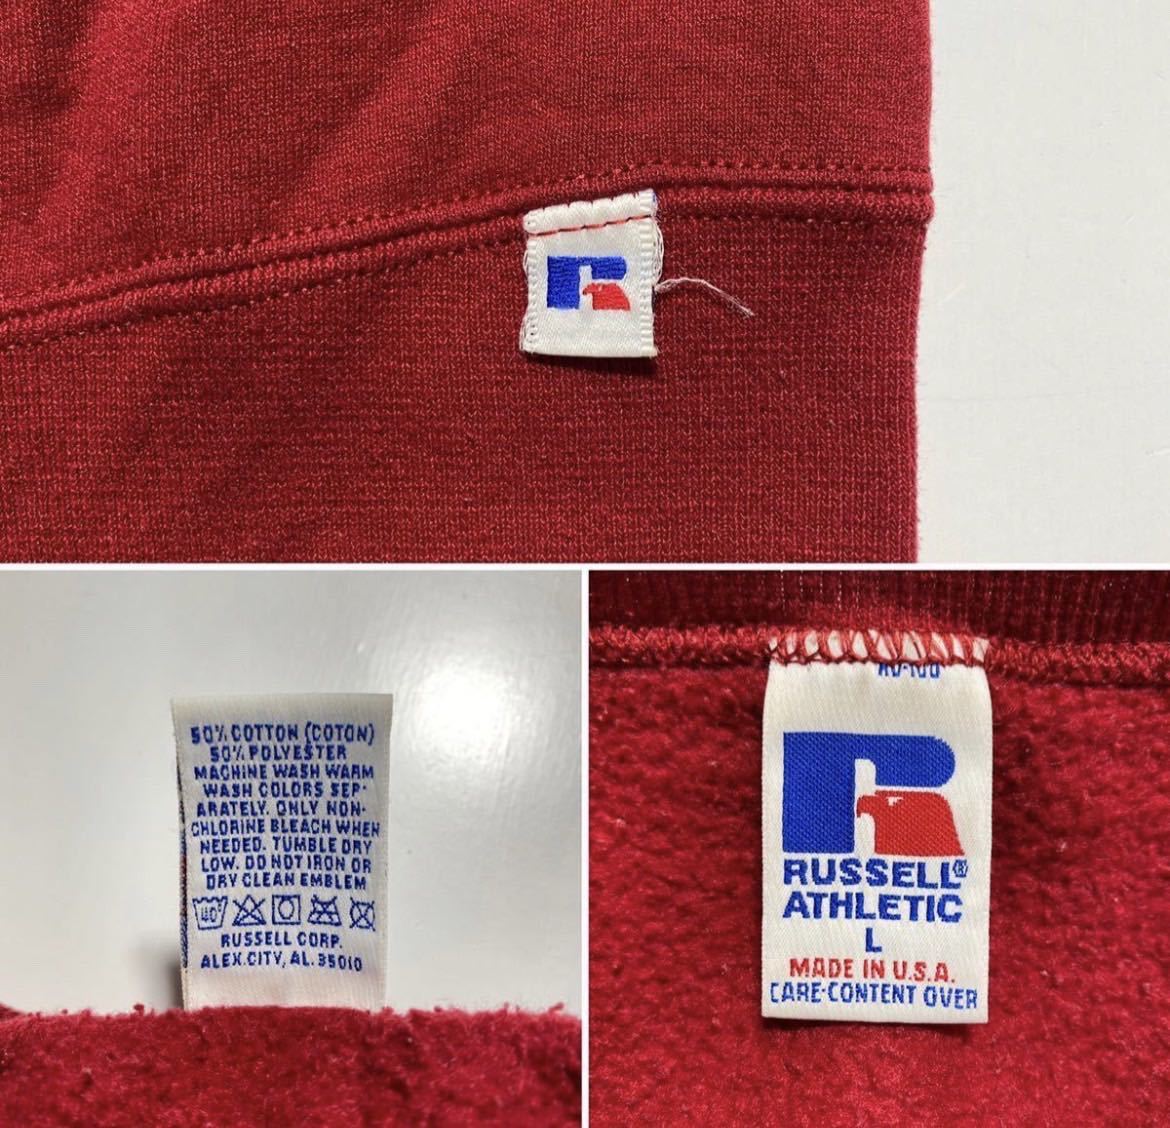 50% COTTON (COTON)
50% POLYESTER
MACHINE WASH WARM
WASH COLORS SEP-
ARATELY. ONLY NON-
CHLORINE BLEACH WHEN
NEEDED. TUMBLE DRY
LOW. DO NOT IRON OR
DRY CLEAN EMBLEM
40°
RUSSELL CORP.
ALEX.CITY, AL. 35010
RUSSELL®
ATHLETIC
L
MADE IN U.S.A.
CARE-CONTENT OVER